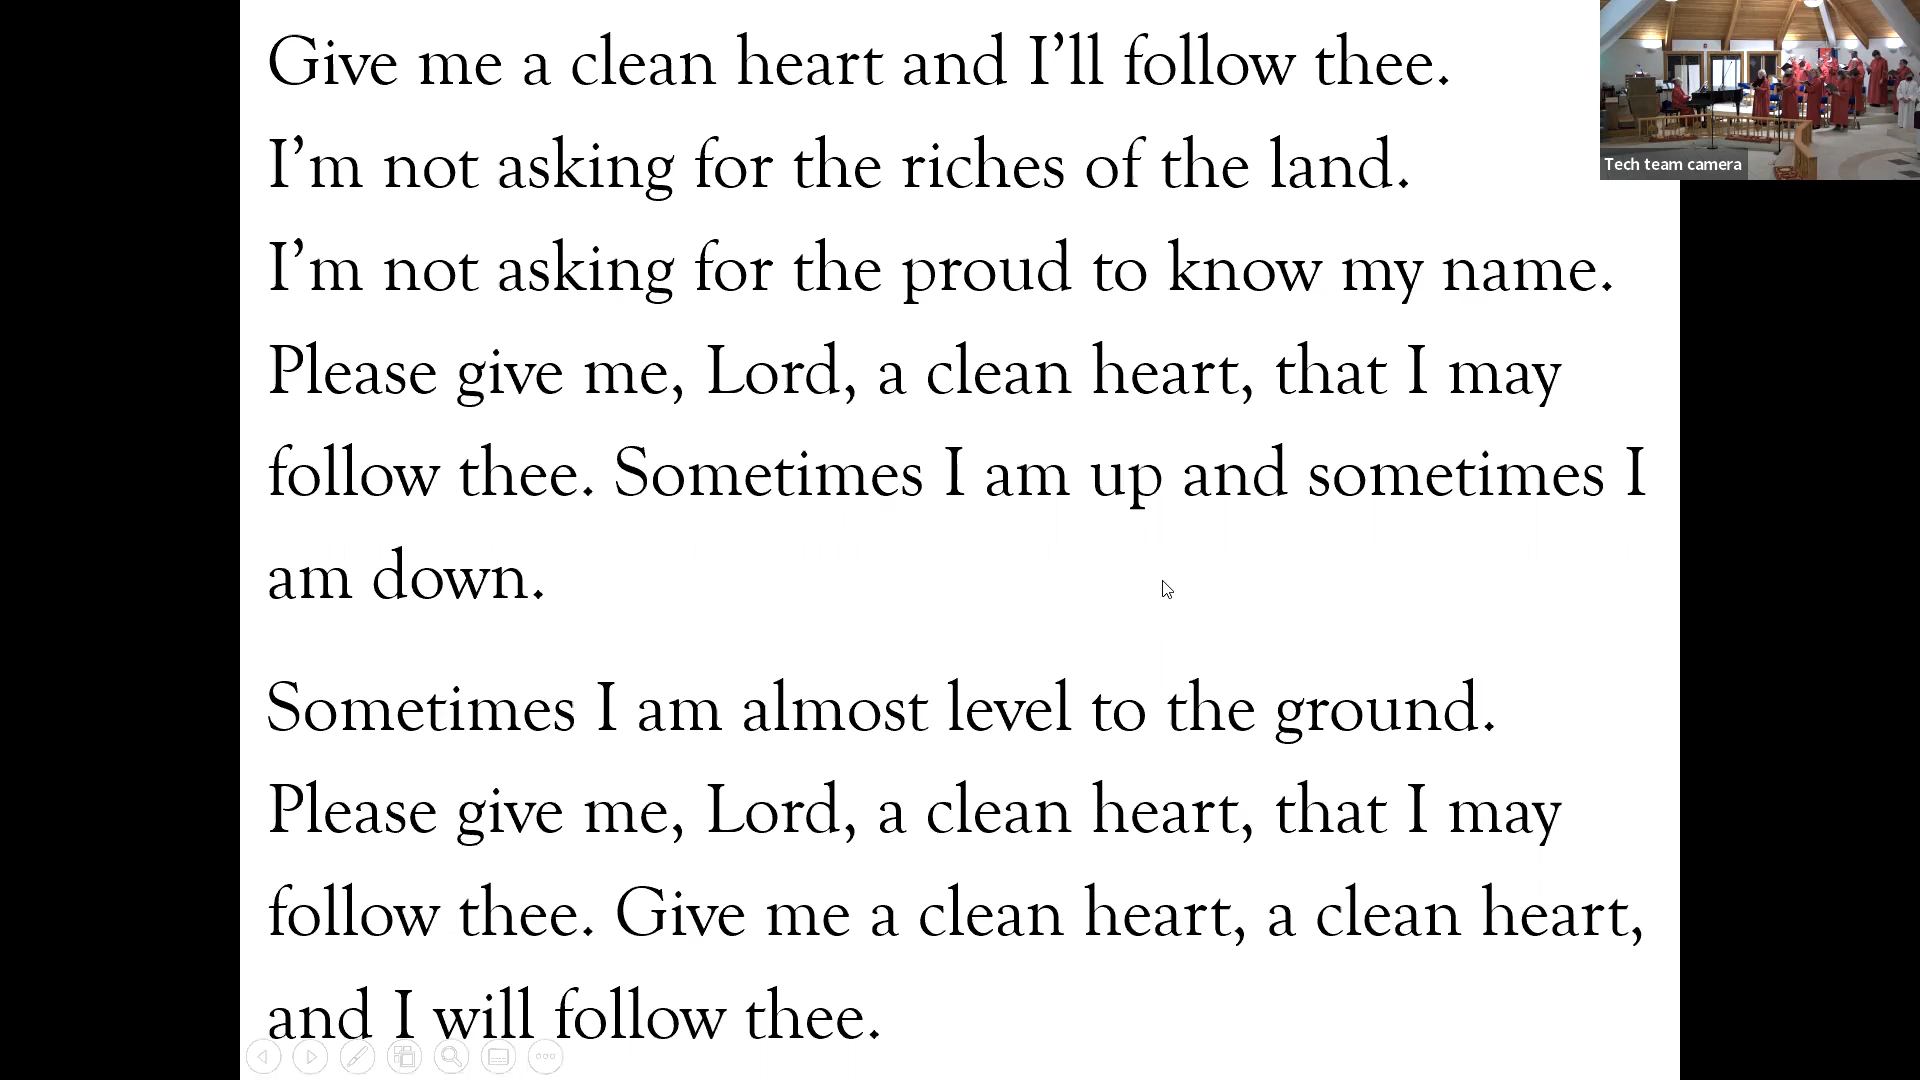 Give me a clean heart and I’ll follow thee.
I’m not asking for the riches of the land.
I’m not asking for the proud to know my name.
Please give me, Lord, a clean heart, that I may
follow thee. Sometimes I am up and sometimes I
am down.
Sometimes I am almost level to the ground.
Please give me, Lord, a clean heart, that I may
follow thee. Give me a clean heart, a clean heart,
and I will follow thee.
Tech team camera